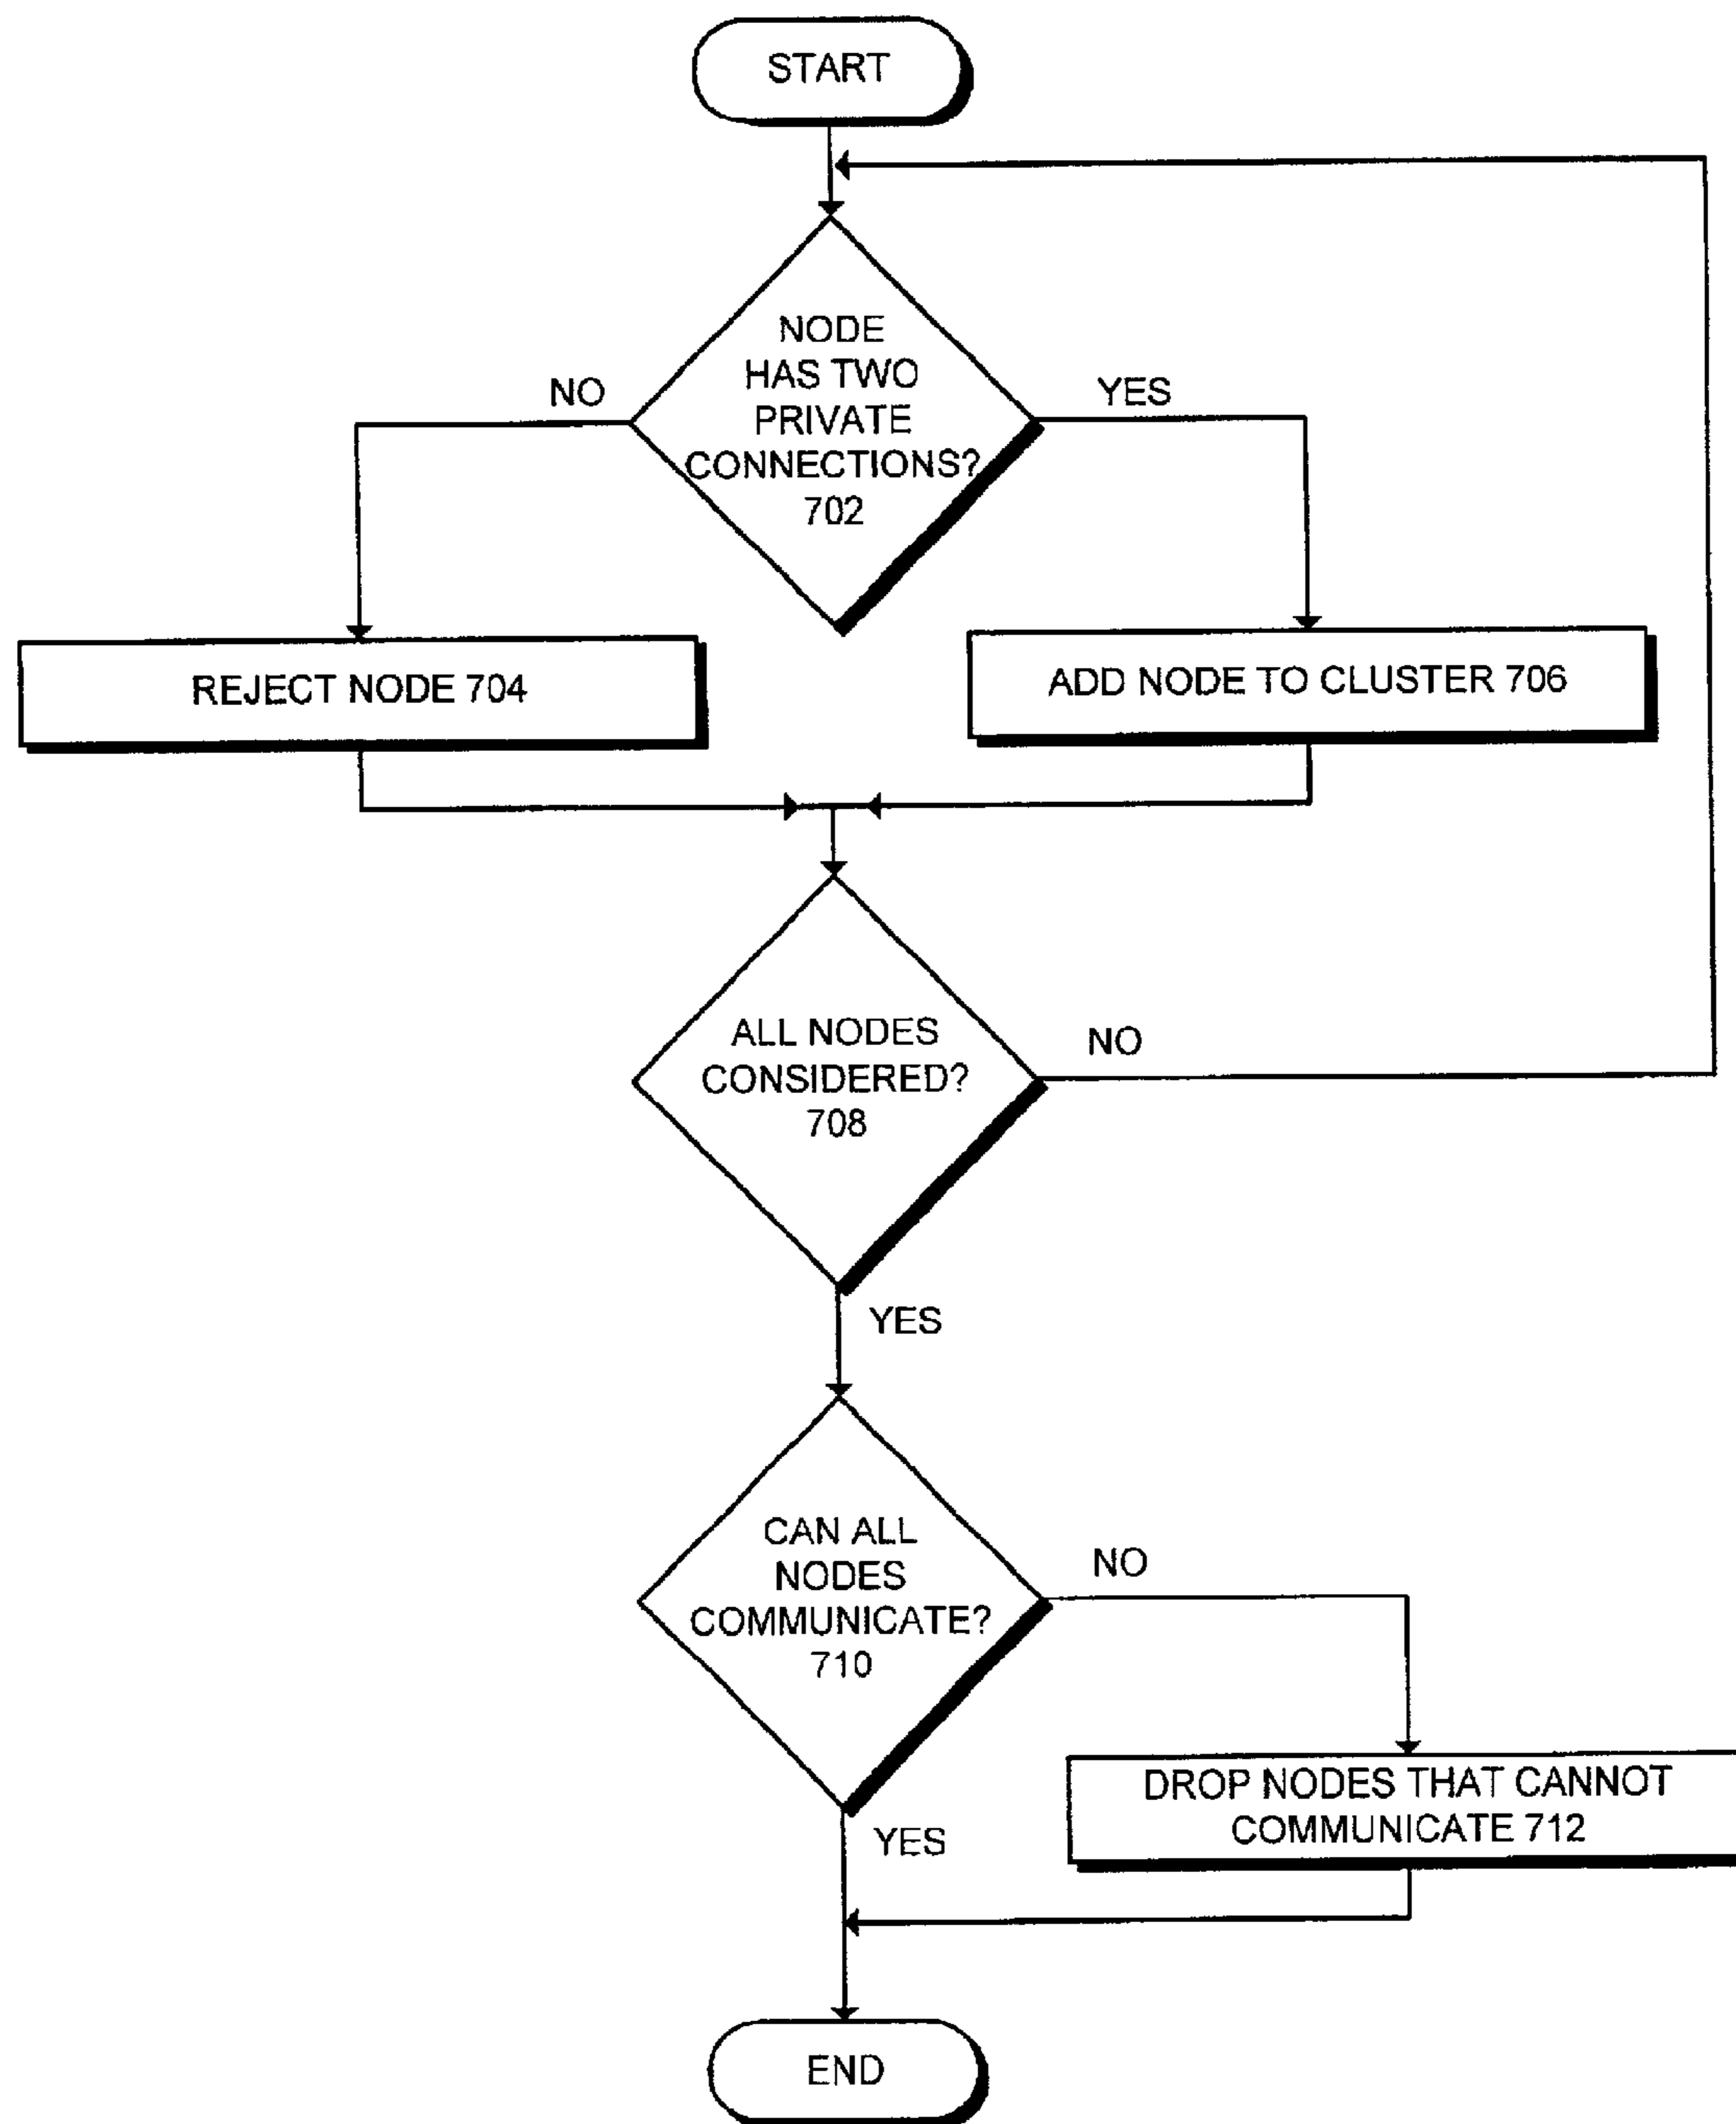 START
NODE
HAS TWO
PRIVATE
CONNECTIONS?
702
NO
YES
REJECT NODE 704
ADD NODE TO CLUSTER 706
ALL NODES
CONSIDERED?
708
NO
YES
CAN ALL
NODES
COMMUNICATE?
710
NO
YES
DROP NODES THAT CANNOT
COMMUNICATE 712
END